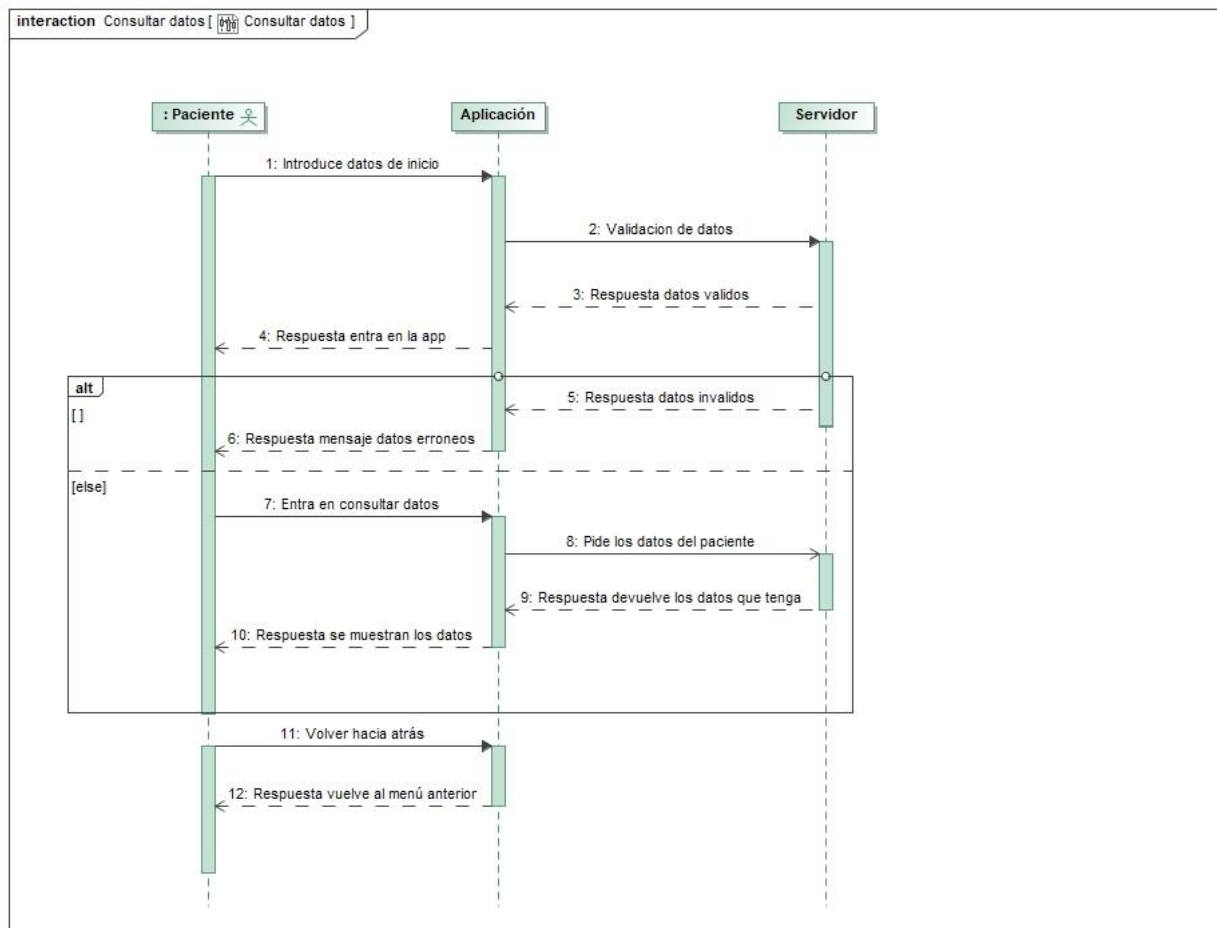 interaction Consultar datos [ Consultar datos ]
: Paciente
Aplicación
Servidor
1: Introduce datos de inicio
2: Validacion de datos
3: Respuesta datos validos
4: Respuesta entra en la app
alt
[ ]
5: Respuesta datos invalidos
6: Respuesta mensaje datos erroneos
[else]
7: Entra en consultar datos
8: Pide los datos del paciente
9: Respuesta devuelve los datos que tenga
10: Respuesta se muestran los datos
11: Volver hacia atrás
12: Respuesta vuelve al menú anterior